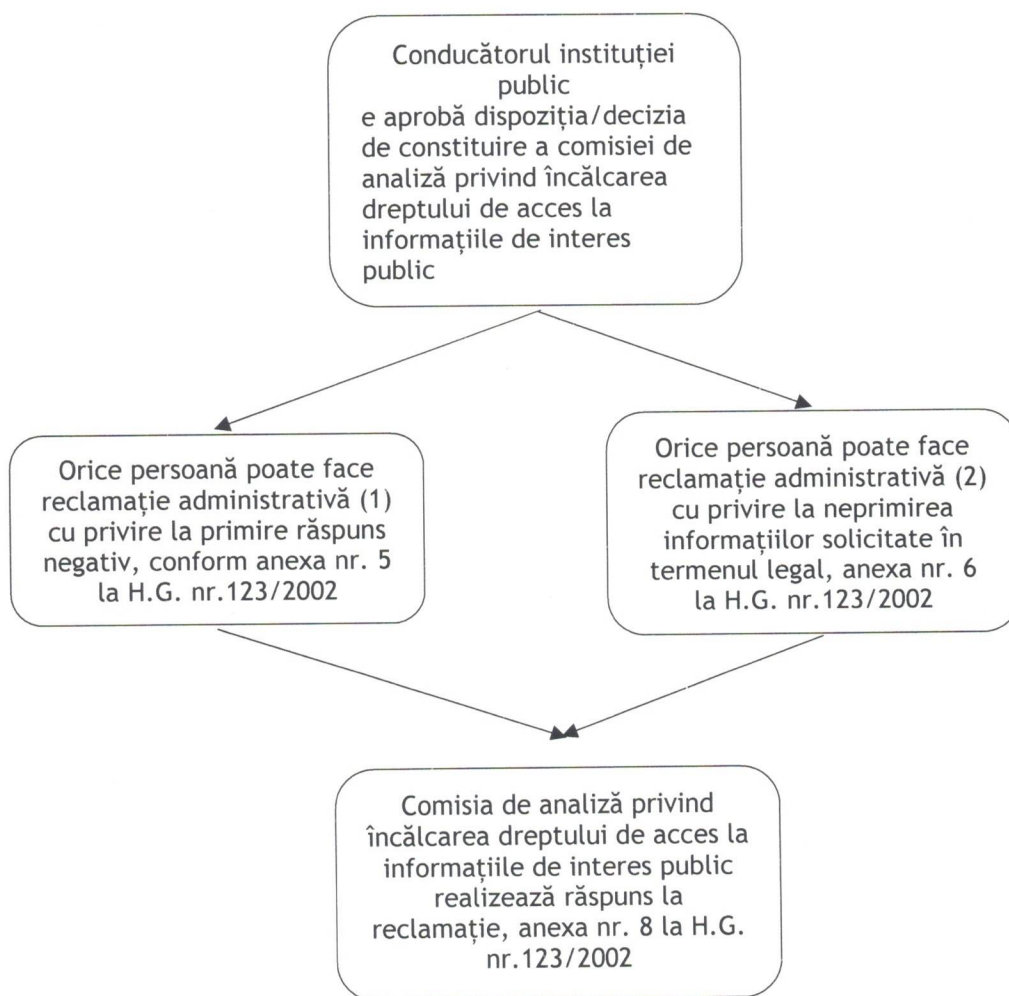 Conducătorul instituției
public
e aprobă dispoziția/decizia
de constituire a comisiei de
analiză privind încălcarea
dreptului de acces la
informațiile de interes
public
Orice persoană poate face
reclamație administrativă (1)
cu privire la primire răspuns
negativ, conform anexa nr. 5
la H.G. nr.123/2002
Orice persoană poate face
reclamație administrativă (2)
cu privire la neprimirea
informațiilor solicitate în
termenul legal, anexa nr. 6
la H.G. nr.123/2002
Comisia de analiză privind
încălcarea dreptului de acces la
informațiile de interes public
realizează răspuns la
reclamație, anexa nr. 8 la H.G.
nr.123/2002